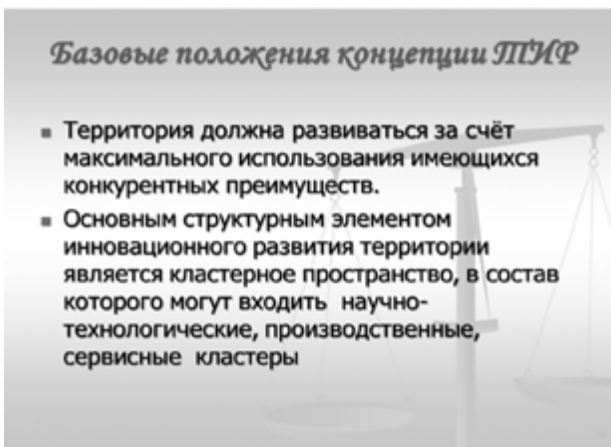 Базовые положения концепции ТИР
Территория должна развиваться за счёт
максимального использования имеющихся
конкурентных преимуществ.
Основным структурным элементом
инновационного развития территории
является кластерное пространство, в состав
которого могут входить научно-
технологические, производственные,
сервисные кластеры